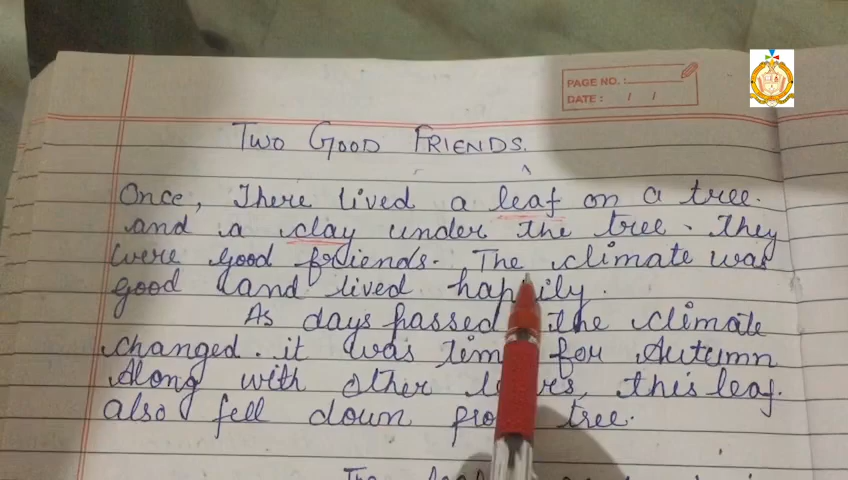 PAGE NO.:
DATE: / /
Two Good Friends.
Once, There lived a leaf on a tree.
and a clay under the tree. They
were good friends. The climate was
good and lived happily.
As days passed the climate
changed. it was time for Autumn
Along with other leaves, this leaf
also fell down from tree.